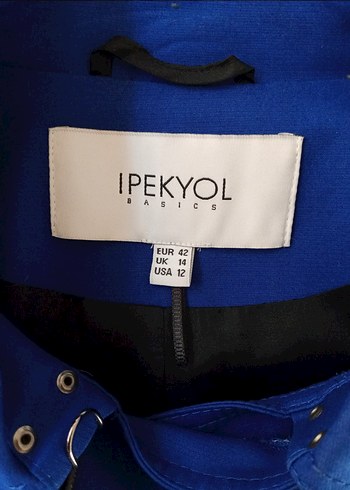 IPEKYOL
BASICS
EUR 42
UK 14
USA 12